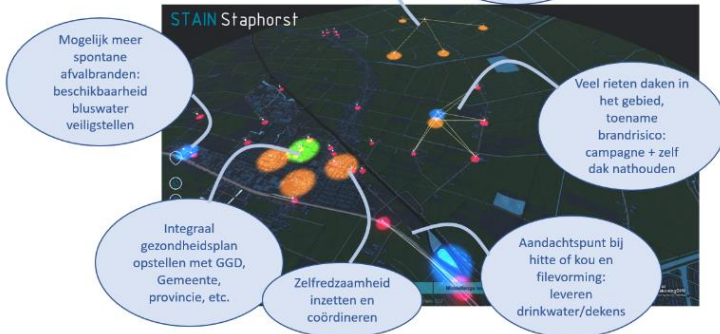 STAIN Staphorst
Mogelijk meer
spontane
afvalbranden:
beschikbaarheid
bluswater
veiligstellen
Veel rieten daken in
het gebied,
toename
brandrisico:
campagne + zelf
dak nathouden
Integraal
gezondheidsplan
opstellen met GGD,
Gemeente,
provincie, etc.
Zelfredzaamheid
inzetten en
coördineren
Aandachtspunt bij
hitte of kou en
filevorming:
leveren
drinkwater/dekens